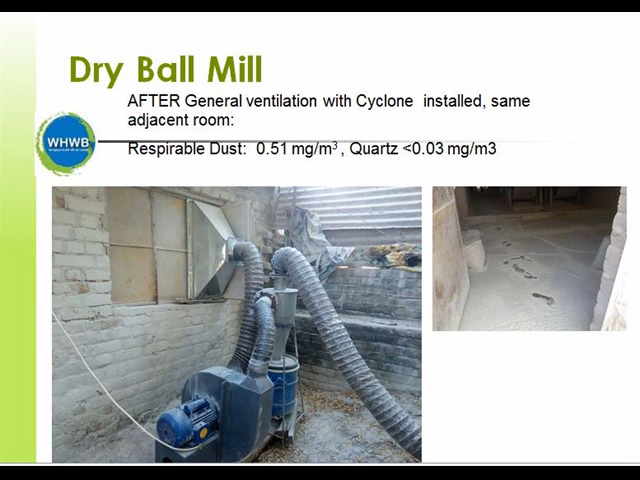 Dry Ball Mill
AFTER General ventilation with Cyclone installed, same
adjacent room:
WHWB
Respirable Dust: 0.51 mg/m³ , Quartz <0.03 mg/m3